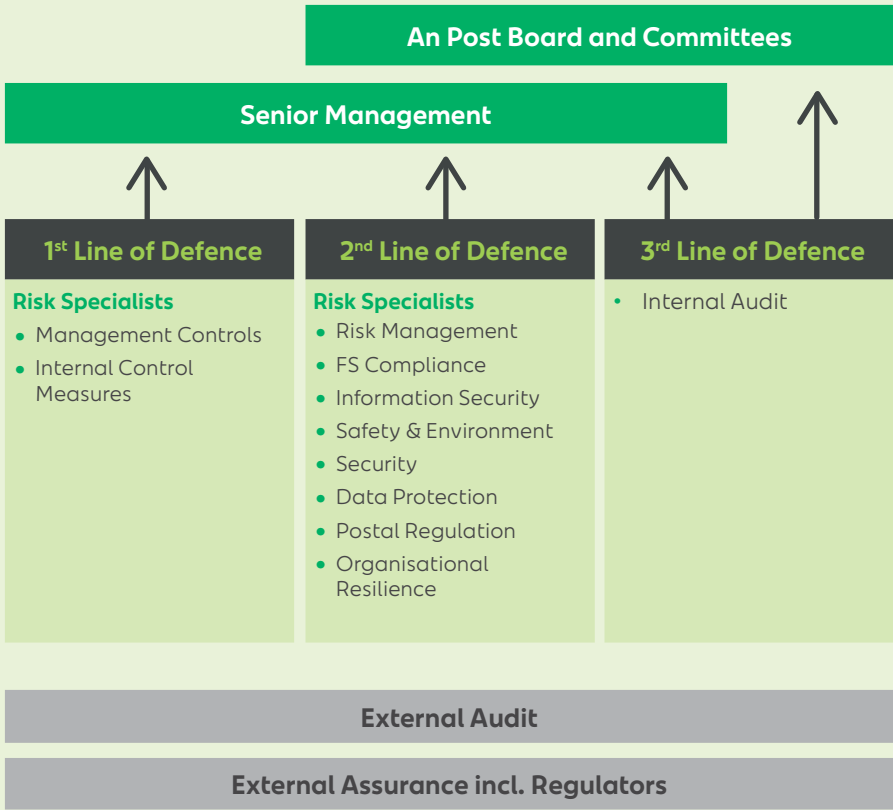 An Post Board and Committees
Senior Management
1st Line of Defence
Risk Specialists
• Management Controls
• Internal Control
Measures
2nd Line of Defence
Risk Specialists
• Risk Management
• FS Compliance
• Information Security
• Safety & Environment
• Security
• Data Protection
• Postal Regulation
• Organisational
Resilience
3rd Line of Defence
• Internal Audit
External Audit
External Assurance incl. Regulators